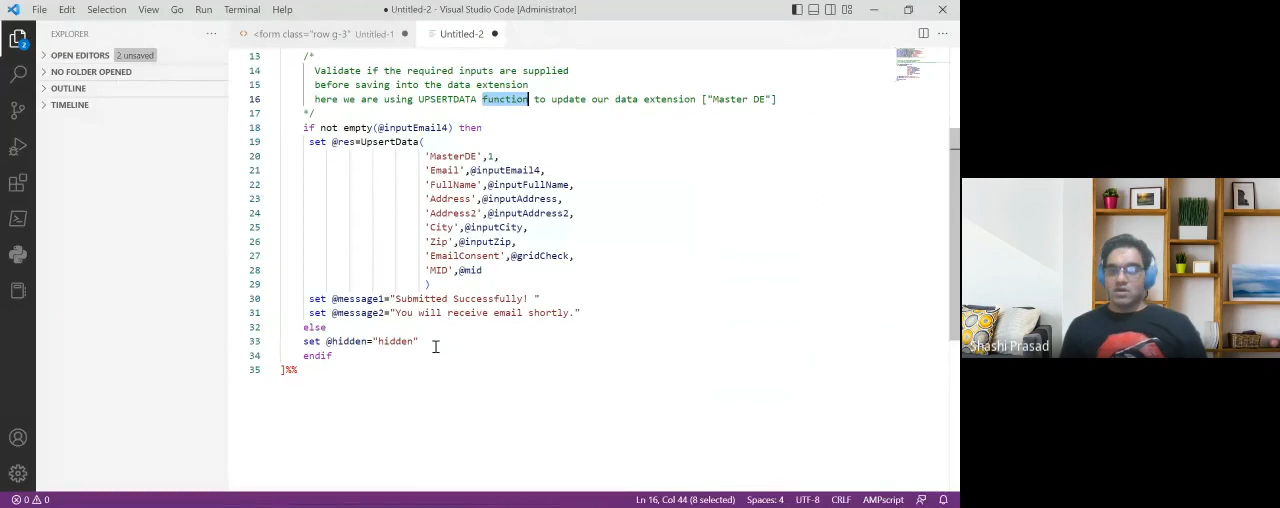 File Edit Selection View Go Run Terminal Help
Untitled-2 - Visual Studio Code [Administrator]
EXPLORER
<form class="row g-3" Untitled-1
Untitled-2
OPEN EDITORS 2 unsaved
NO FOLDER OPENED
OUTLINE
TIMELINE
2
13 /*
14 Validate if the required inputs are supplied
15 before saving into the data extension
16 here we are using UPSERTDATA function to update our data extension ["Master DE"]
17 */
18 if not empty(@inputEmail4) then
19 set @res=UpsertData(
20 'MasterDE',1,
21 'Email',@inputEmail4,
22 'FullName',@inputFullName,
23 'Address',@inputAddress,
24 'Address2',@inputAddress2,
25 'City',@inputCity,
26 'Zip',@inputZip,
27 'EmailConsent',@gridCheck,
28 'MID',@mid
29 )
30 set @message1="Submitted Successfully! "
31 set @message2="You will receive email shortly."
32 else
33 set @hidden="hidden"
34 endif
35 ]%%
Shashi Prasad
0 0
Ln 16, Col 44 (8 selected) Spaces: 4 UTF-8 CRLF AMPscript